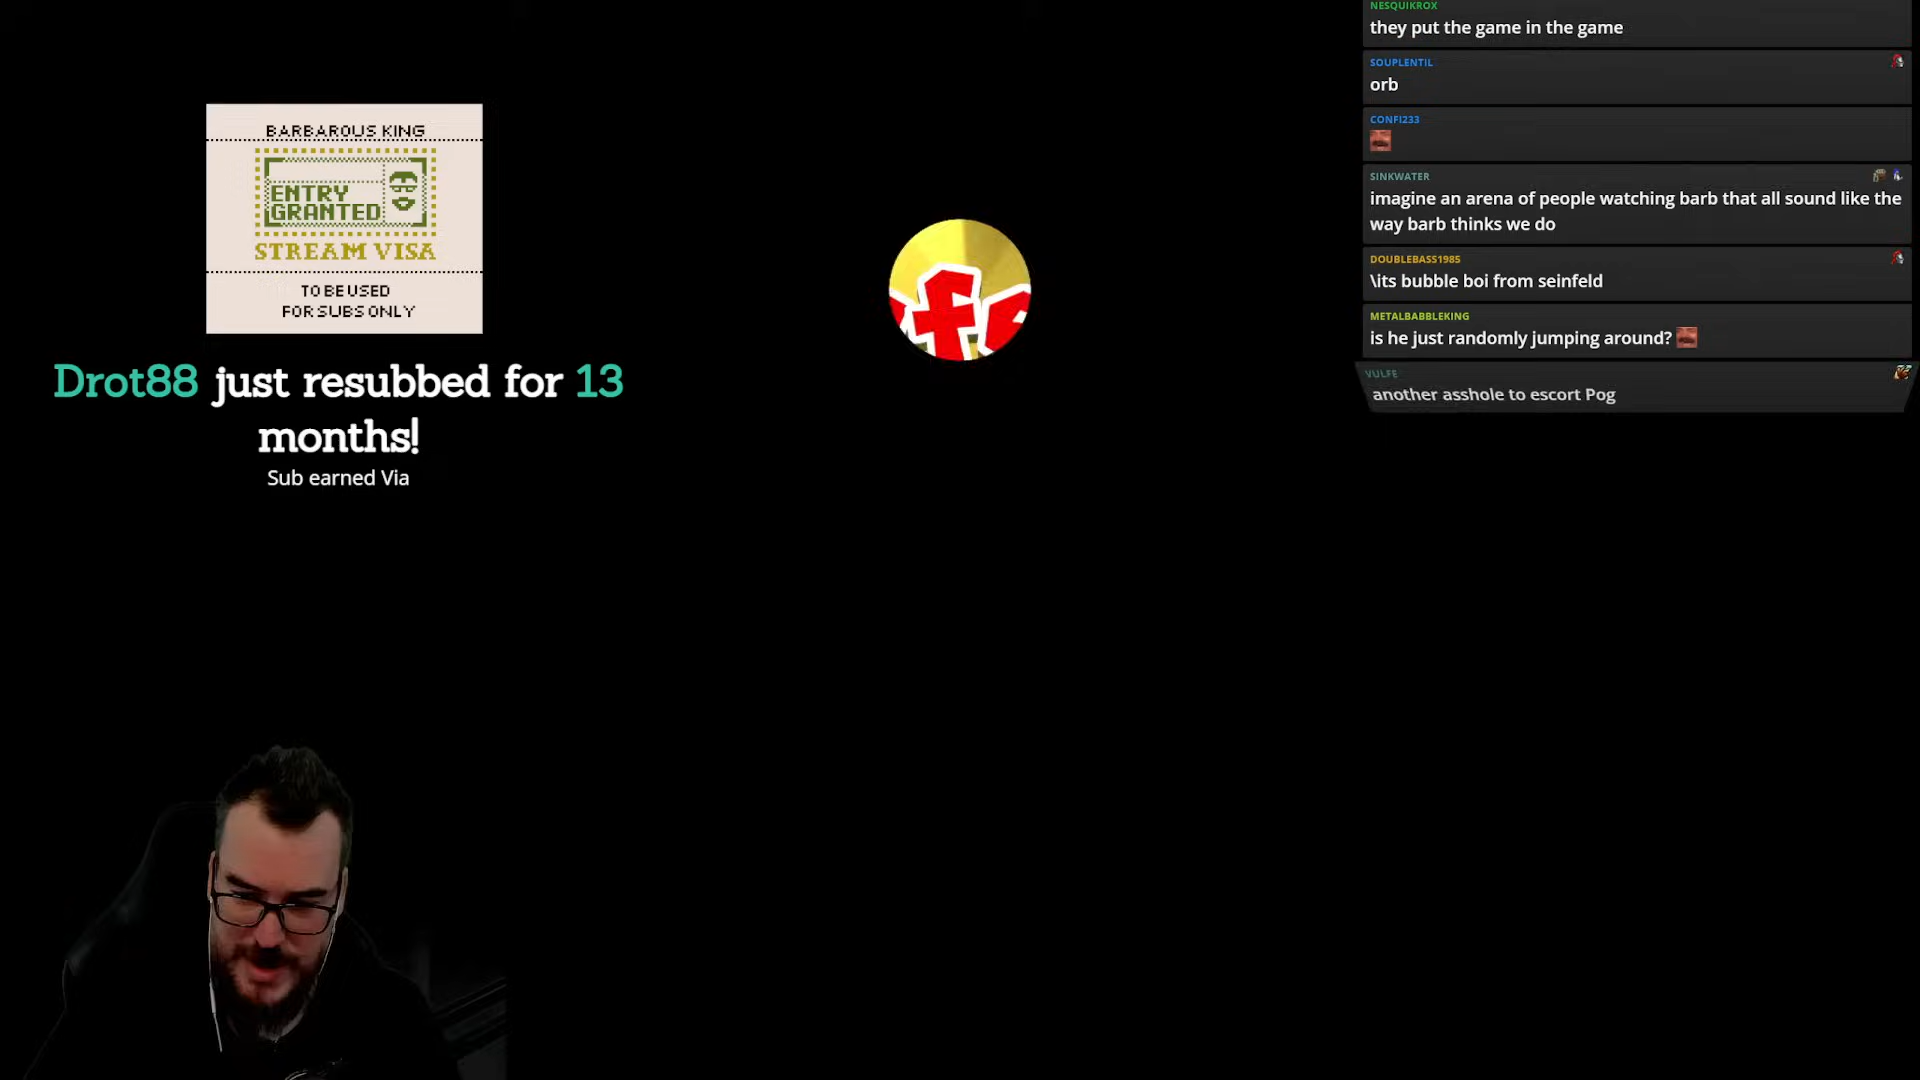 BARBAROUS KING
ENTRY
GRANTED
STREAM VISA
TO BE USED
FOR SUBS ONLY
Drot88 just resubbed for 13
months!
Sub earned Via
NESQUIKROX
they put the game in the game
SOUPLENTIL
orb
CONFI233
SINKWATER
imagine an arena of people watching barb that all sound like the
way barb thinks we do
DOUBLEBASS1985
\its bubble boi from seinfeld
METALBABBLEKING
is he just randomly jumping around?
VULFE
another asshole to escort Pog